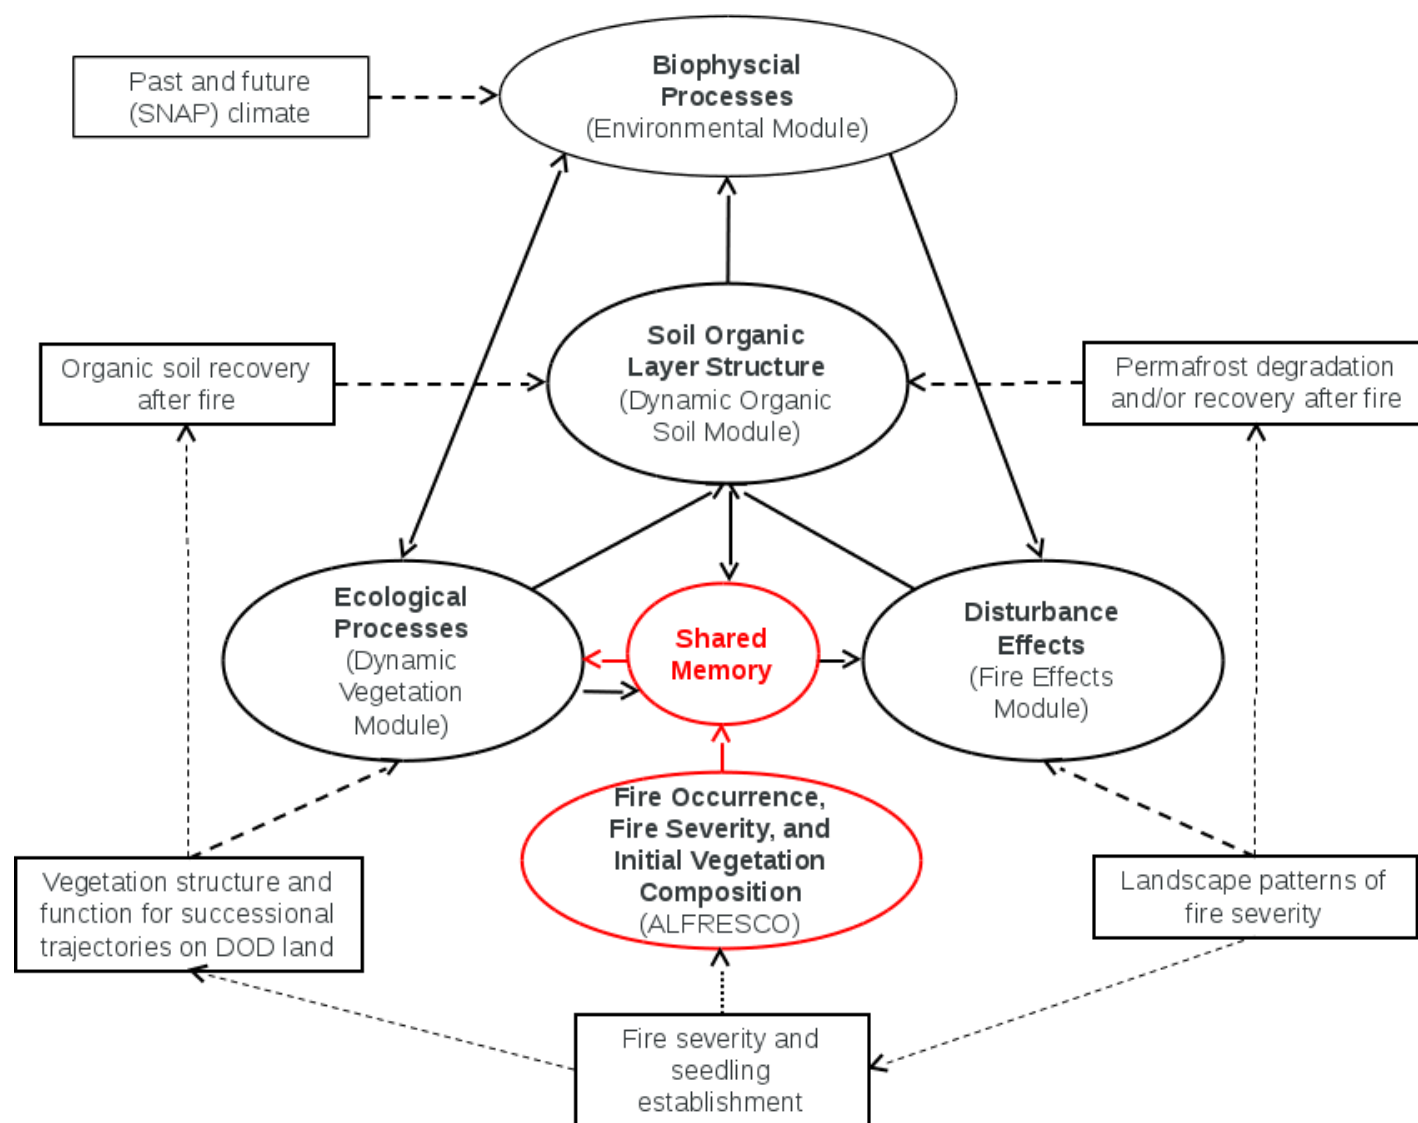 Biophyscial
Processes
(Environmental Module)
Past and future
(SNAP) climate
Soil Organic
Layer Structure
(Dynamic Organic
Soil Module)
Organic soil recovery
after fire
Permafrost degradation
and/or recovery after fire
Ecological
Processes
(Dynamic
Vegetation
Module)
Shared
Memory
Disturbance
Effects
(Fire Effects
Module)
Fire Occurrence,
Fire Severity, and
Initial Vegetation
Composition
(ALFRESCO)
Vegetation structure and
function for successional
trajectories on DOD land
Landscape patterns of
fire severity
Fire severity and
seedling
establishment